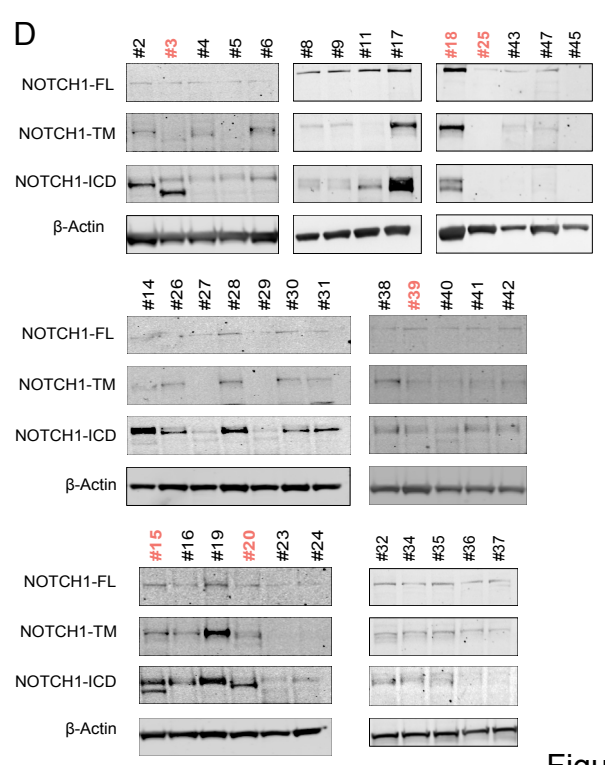 D
#2 #3 #4 #5 #6 #8 #9 #11 #17 #18 #25 #43 #47 #45
NOTCH1-FL
NOTCH1-TM
NOTCH1-ICD
β-Actin
#14 #26 #27 #28 #29 #30 #31 #38 #39 #40 #41 #42
NOTCH1-FL
NOTCH1-TM
NOTCH1-ICD
β-Actin
#15 #16 #19 #20 #23 #24 #32 #34 #35 #36 #37
NOTCH1-FL
NOTCH1-TM
NOTCH1-ICD
β-Actin